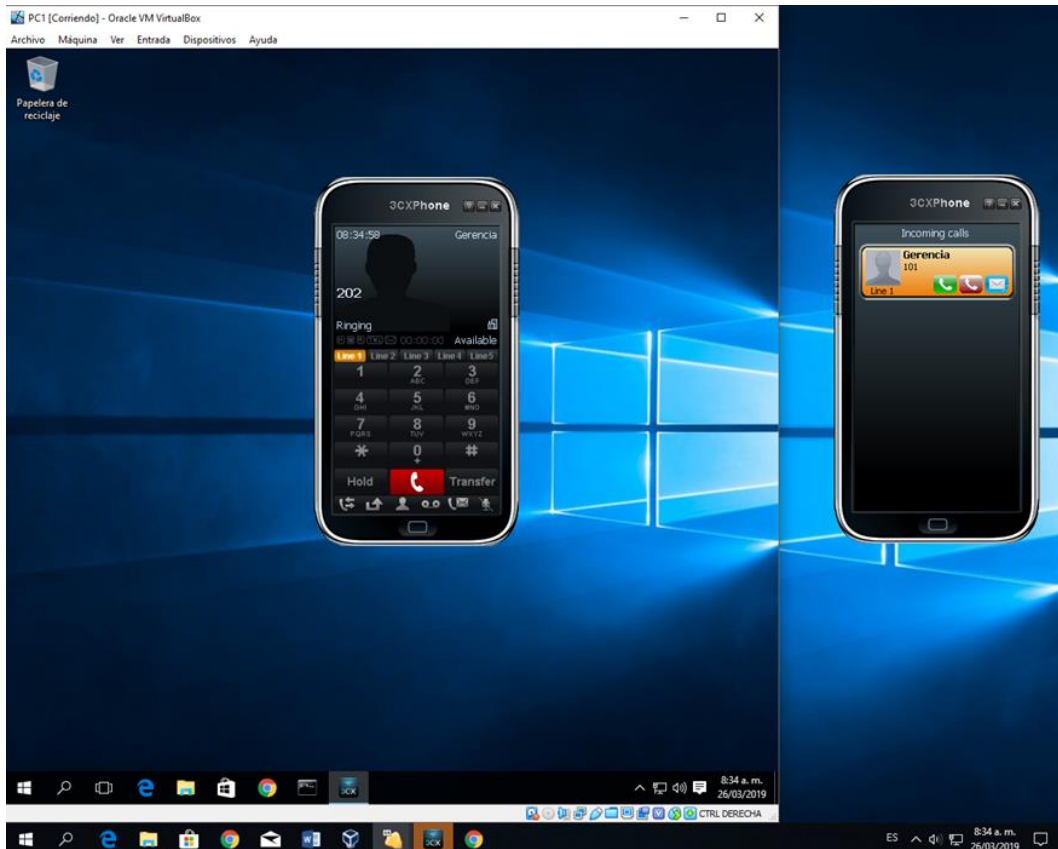 PC1 [Corriendo] - Oracle VM VirtualBox
Archivo Máquina Ver Entrada Dispositivos Ayuda
Papelera de
reciclaje
3CXPhone
08:34:58 Gerencia
202
Ringing
00:00:00 Available
Line 1 Line 2 Line 3 Line 4 Line 5
1 2 3
ABC DEF
4 5 6
GHI JKL MNO
7 8 9
PQRS TUV WXYZ
* 0 #
+
Hold Transfer
3CXPhone
Incoming calls
Gerencia
101
Line 1
3CX
8:34 a. m.
26/03/2019
CTRL DERECHA
3CX
ES
8:34 a. m.
26/03/2019